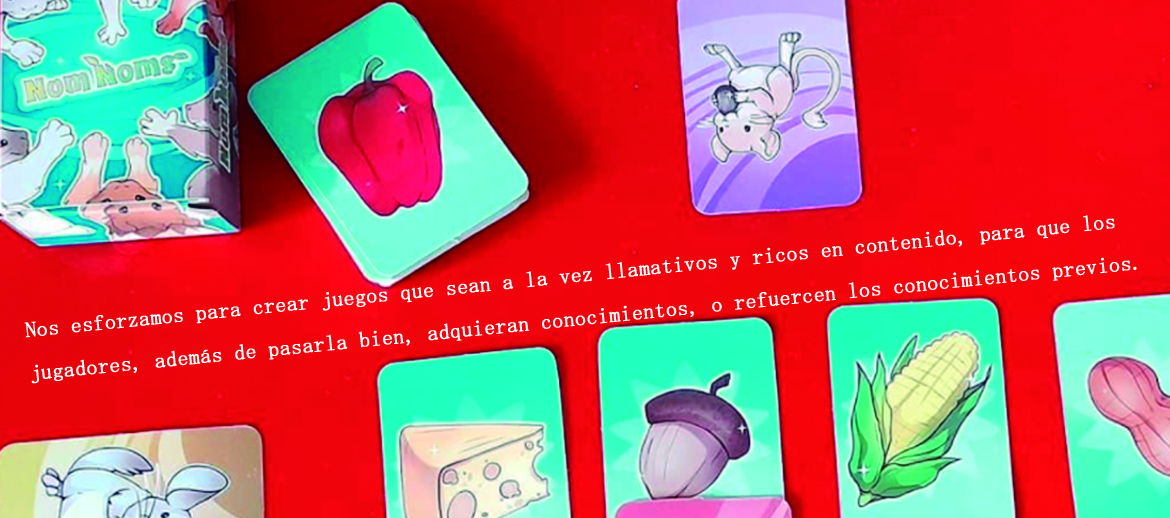 Nom Noms
Nos esforzamos para crear juegos que sean a la vez llamativos y ricos en contenido, para que los
jugadores, además de pasarla bien, adquieran conocimientos, o refuercen los conocimientos previos.